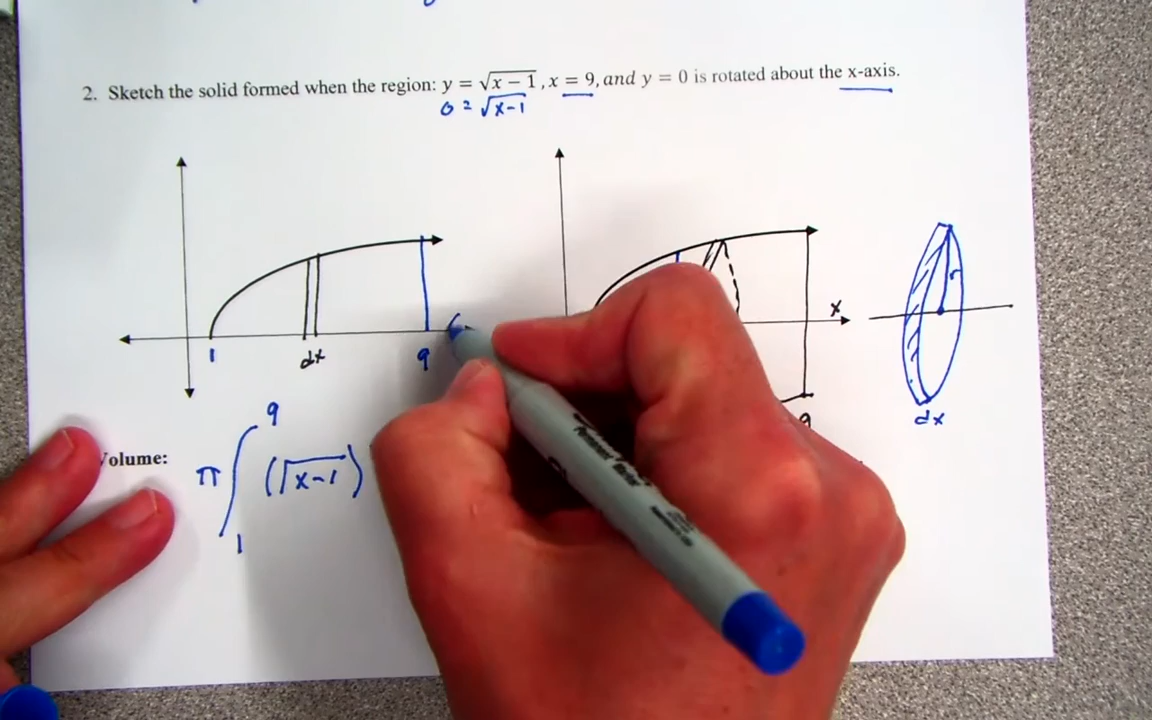 2. Sketch the solid formed when the region: y = √x − 1 , x = 9, and y = 0 is rotated about the x-axis.
0 = √x-1
x
1 dx 9
dx
9
9
olume: π ∫ (√x-1)
1